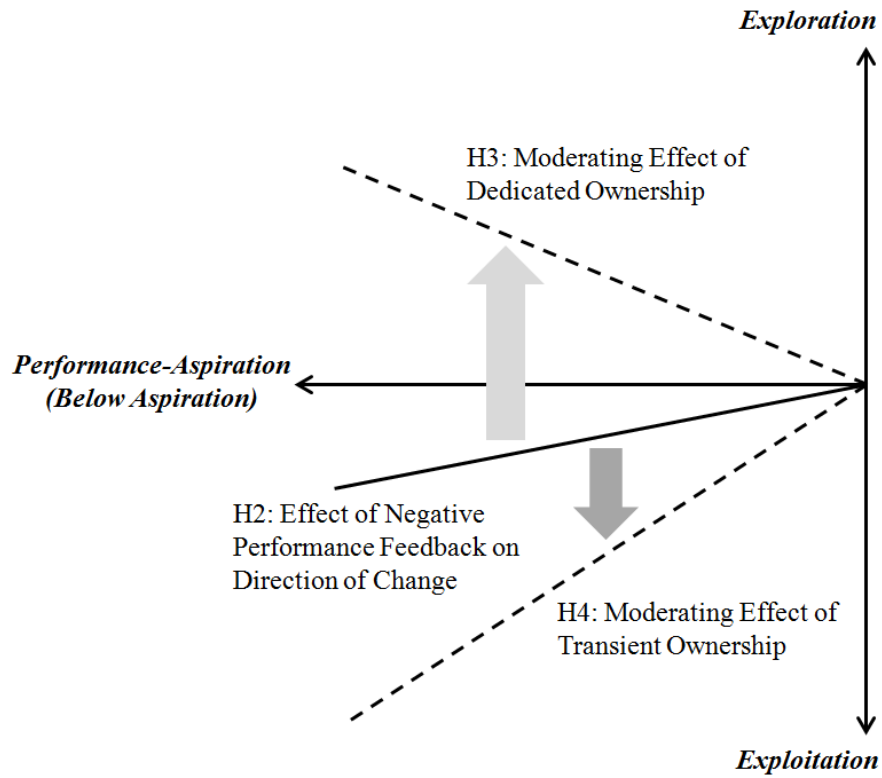 Exploration
H3: Moderating Effect of
Dedicated Ownership
Performance-Aspiration
(Below Aspiration)
H2: Effect of Negative
Performance Feedback on
Direction of Change
H4: Moderating Effect of
Transient Ownership
Exploitation